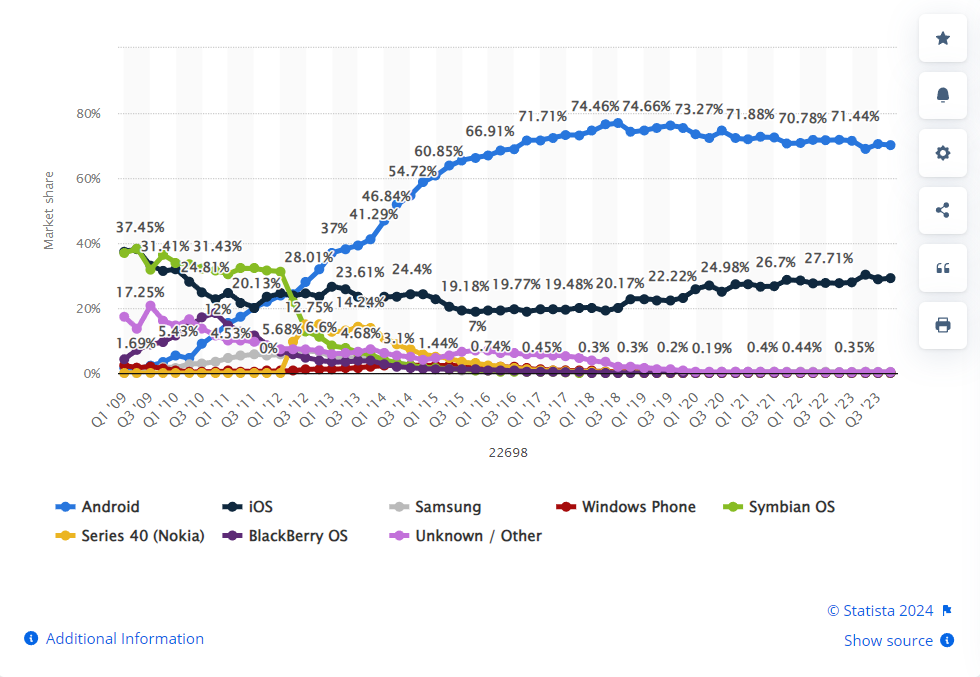 74.46% 74.66% 73.27% 71.88% 70.78% 71.44%
71.71%
80%
66.91%
60.85%
54.72%
60%
46.84%
41.29%
37.45% 37%
31.41% 31.43%
40%
28.01%
24.81% 23.61% 24.4% 24.98% 26.7% 27.71%
20.13% 19.18% 19.77% 19.48% 20.17% 22.22%
17.25% 12.75% 14.24%
20%
12%
5.43% 4.53% 5.68% 6.6% 4.68% 3.1% 7%
1.69% 0% 1.44% 0.74% 0.45% 0.3% 0.3% 0.2% 0.19% 0.4% 0.44% 0.35%
0%
Market share
Q1 '09 Q3 '09 Q1 '10 Q3 '10 Q1 '11 Q3 '11 Q1 '12 Q3 '12 Q1 '13 Q3 '13 Q1 '14 Q3 '14 Q1 '15 Q3 '15 Q1 '16 Q3 '16 Q1 '17 Q3 '17 Q1 '18 Q3 '18 Q1 '19 Q3 '19 Q1 '20 Q3 '20 Q1 '21 Q3 '21 Q1 '22 Q3 '22 Q1 '23 Q3 '23
22698
Android iOS Samsung Windows Phone Symbian OS
Series 40 (Nokia) BlackBerry OS Unknown / Other
© Statista 2024
Additional Information
Show source